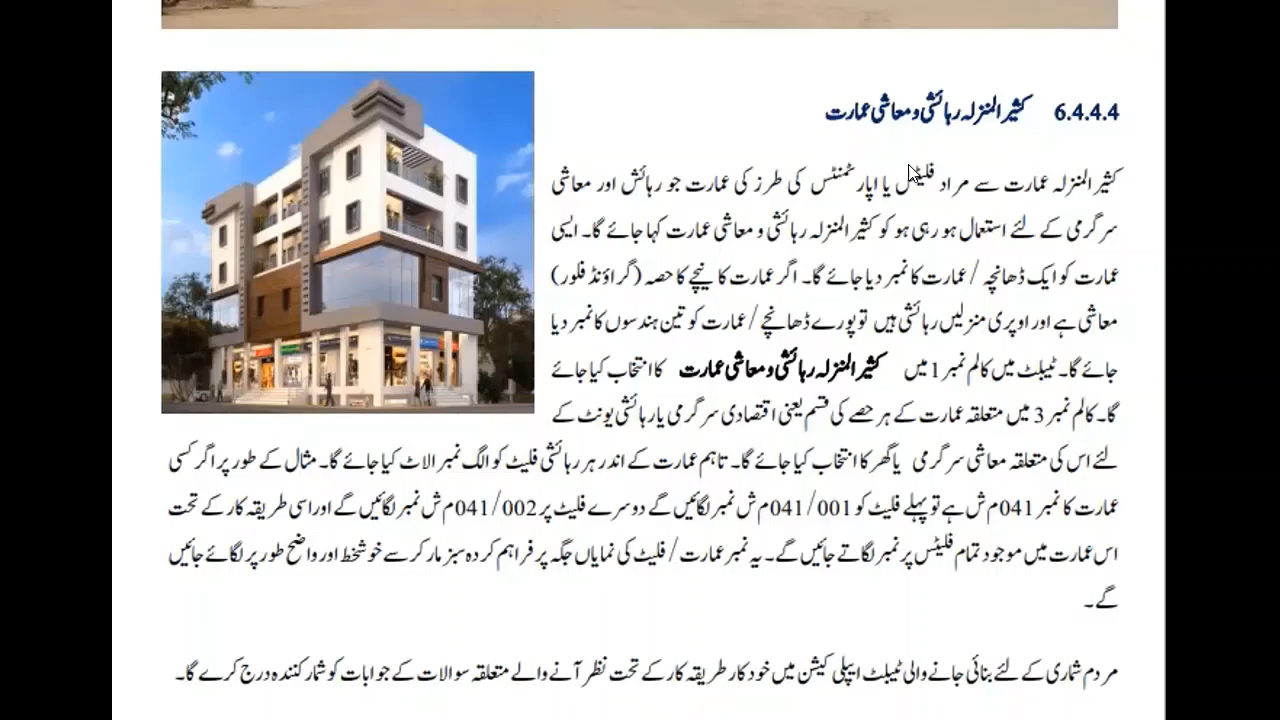 6.4.4.4 کثیر المنزلہ رہائشی و معاشی عمارت
کثیر المنزلہ عمارت سے مراد فلیٹس یا اپارٹمنٹس کی طرز کی عمارت جو رہائش اور معاشی
سرگرمی کے لئے استعمال ہو رہی ہو کو کثیر المنزلہ رہائشی و معاشی عمارت کہا جائے گا۔ ایسی
عمارت کو ایک ڈھانچہ / عمارت کا نمبر دیا جائے گا۔ اگر عمارت کا نیچے کا حصہ (گراؤنڈ فلور)
معاشی ہے اور اوپری منزلیں رہائشی ہیں تو پورے ڈھانچے / عمارت کو تین ہندسوں کا نمبر دیا
جائے گا۔ ٹیبلٹ میں کالم نمبر 1 میں کثیر المنزلہ رہائشی و معاشی عمارت کا انتخاب کیا جائے
گا۔ کالم نمبر 3 میں متعلقہ عمارت کے ہر حصے کی قسم یعنی اقتصادی سرگرمی یا رہائشی یونٹ کے
لئے اس کی متعلقہ معاشی سرگرمی یا گھر کا انتخاب کیا جائے گا۔ تاہم عمارت کے اندر ہر رہائشی فلیٹ کو الگ نمبر الاٹ کیا جائے گا۔ مثال کے طور پر اگر کسی
عمارت کا نمبر 041 م ش ہے تو پہلے فلیٹ کو 041/001 م ش نمبر لگائیں گے دوسرے فلیٹ پر 041/002 م ش نمبر لگائیں گے اور اسی طریقہ کار کے تحت
اس عمارت میں موجود تمام فلیٹس پر نمبر لگاتے جائیں گے۔ یہ نمبر عمارت / فلیٹ کی نمایاں جگہ پر فراہم کردہ سبز مارکر سے خوشخط اور واضح طور پر لگائے جائیں
گے۔
مردم شماری کے لئے بنائی جانے والی ٹیبلٹ ایپلی کیشن میں خود کار طریقہ کار کے تحت نظر آنے والے متعلقہ سوالات کے جوابات کو شمار کنندہ درج کرے گا۔